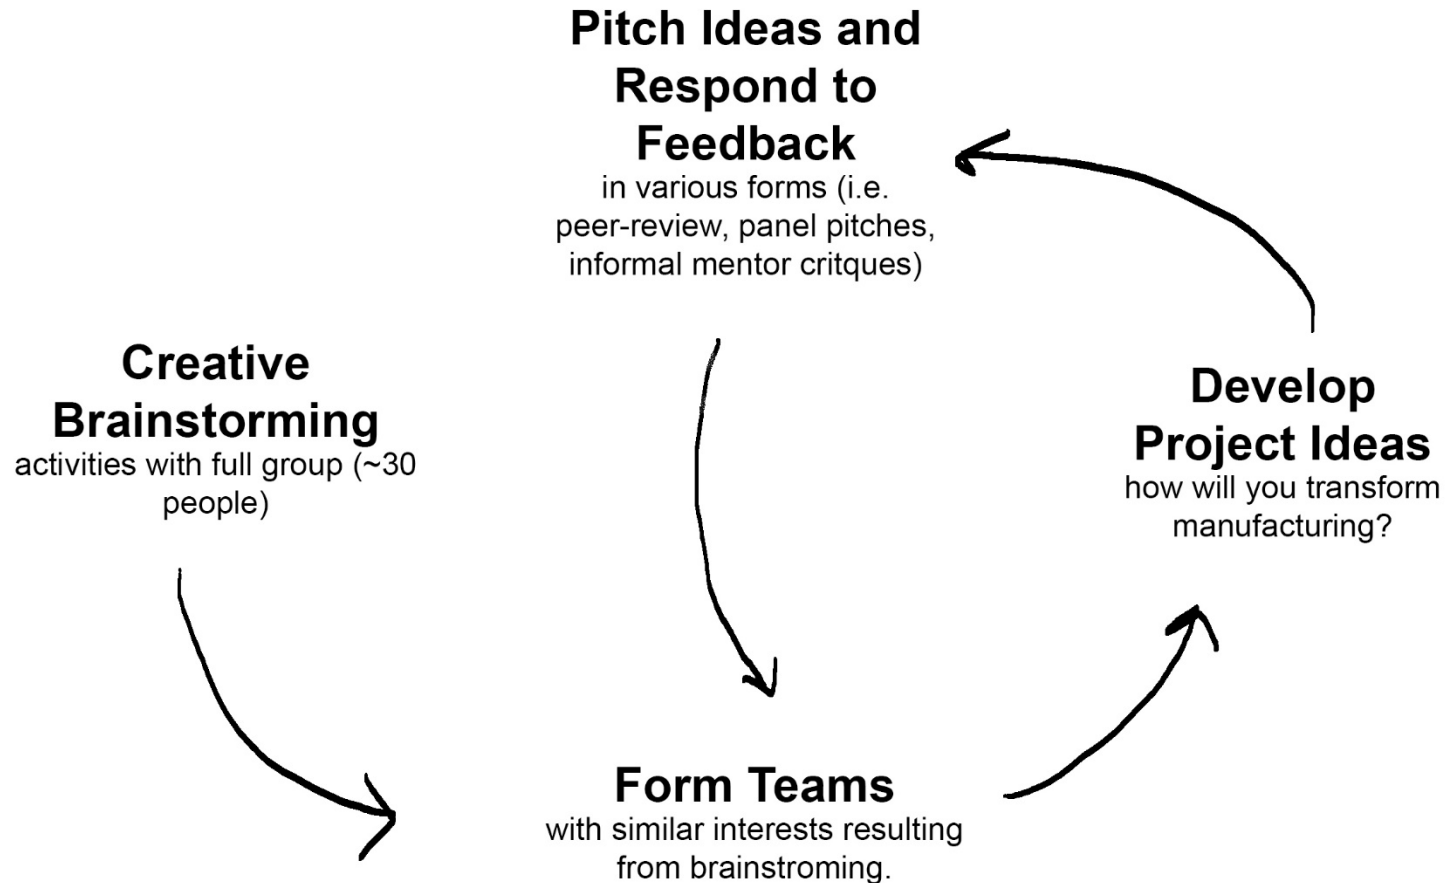 Pitch Ideas and
Respond to
Feedback
in various forms (i.e.
peer-review, panel pitches,
informal mentor critques)
Creative
Brainstorming
activities with full group (~30
people)
Develop
Project Ideas
how will you transform
manufacturing?
Form Teams
with similar interests resulting
from brainstroming.